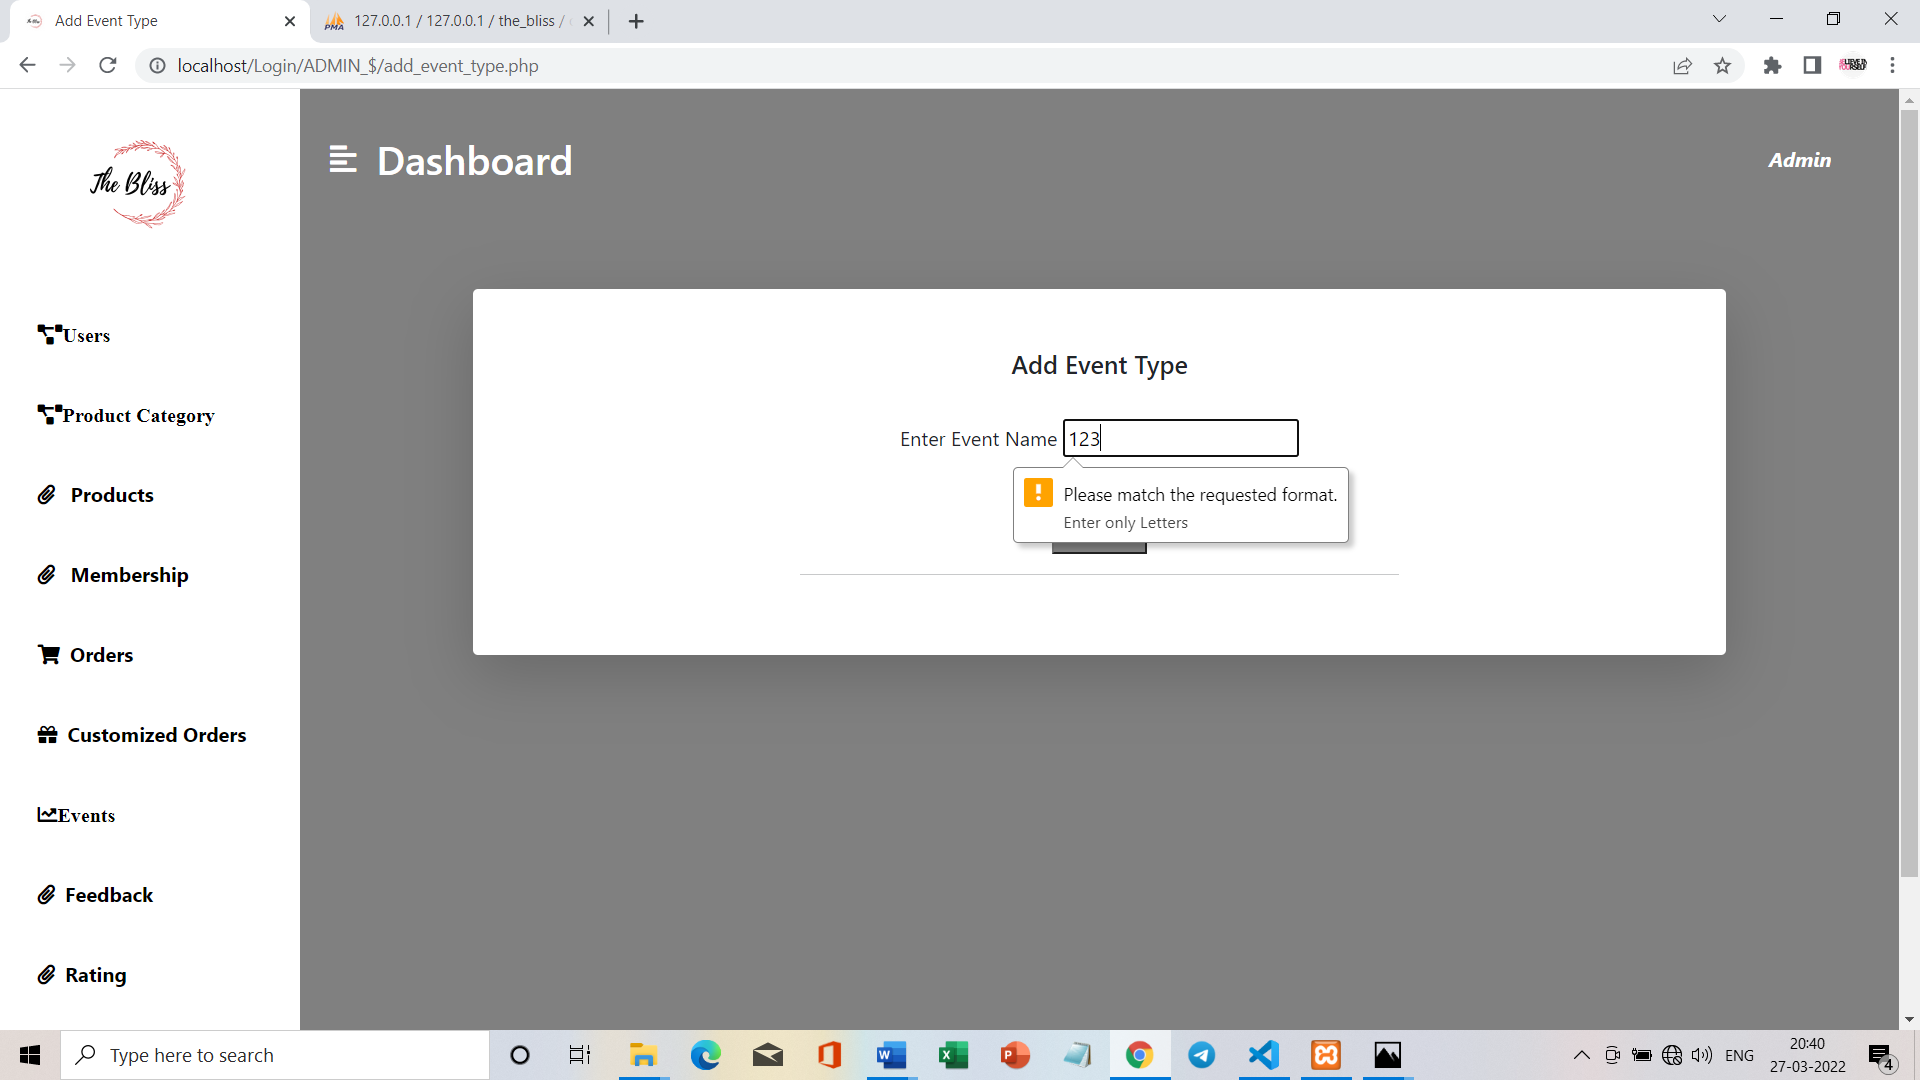 Add Event Type
127.0.0.1 / 127.0.0.1 / the_bliss /
localhost/Login/ADMIN_$/add_event_type.php
The Bliss
Dashboard
Admin
Users
Product Category
Products
Membership
Orders
Customized Orders
Events
Feedback
Rating
Add Event Type
Enter Event Name 123
Please match the requested format.
Enter only Letters
Type here to search
ENG
20:40
27-03-2022
4